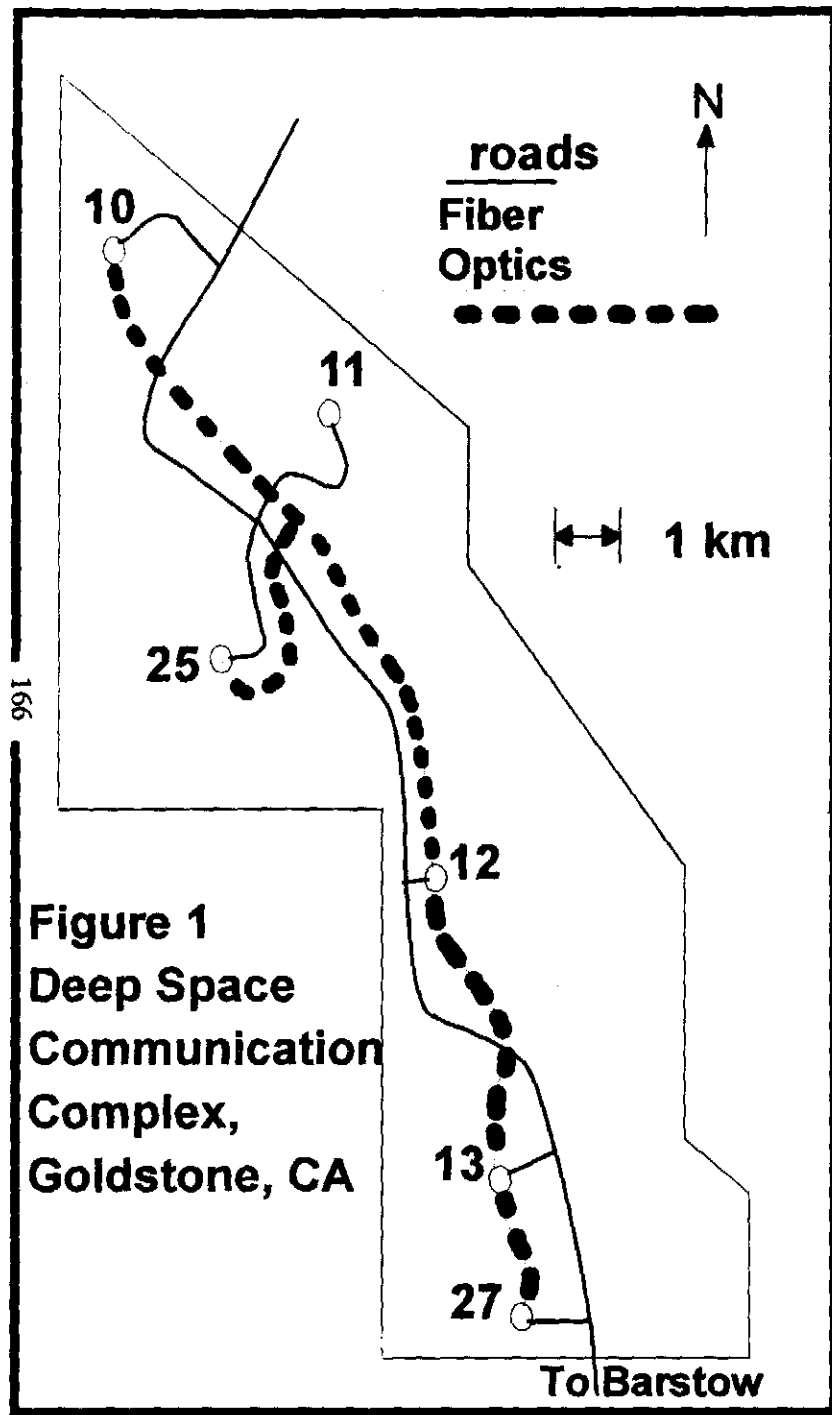 N
roads
Fiber
Optics
10
11
1 km
25
166
12
Figure 1
Deep Space
Communication
Complex,
Goldstone, CA
13
27
To Barstow